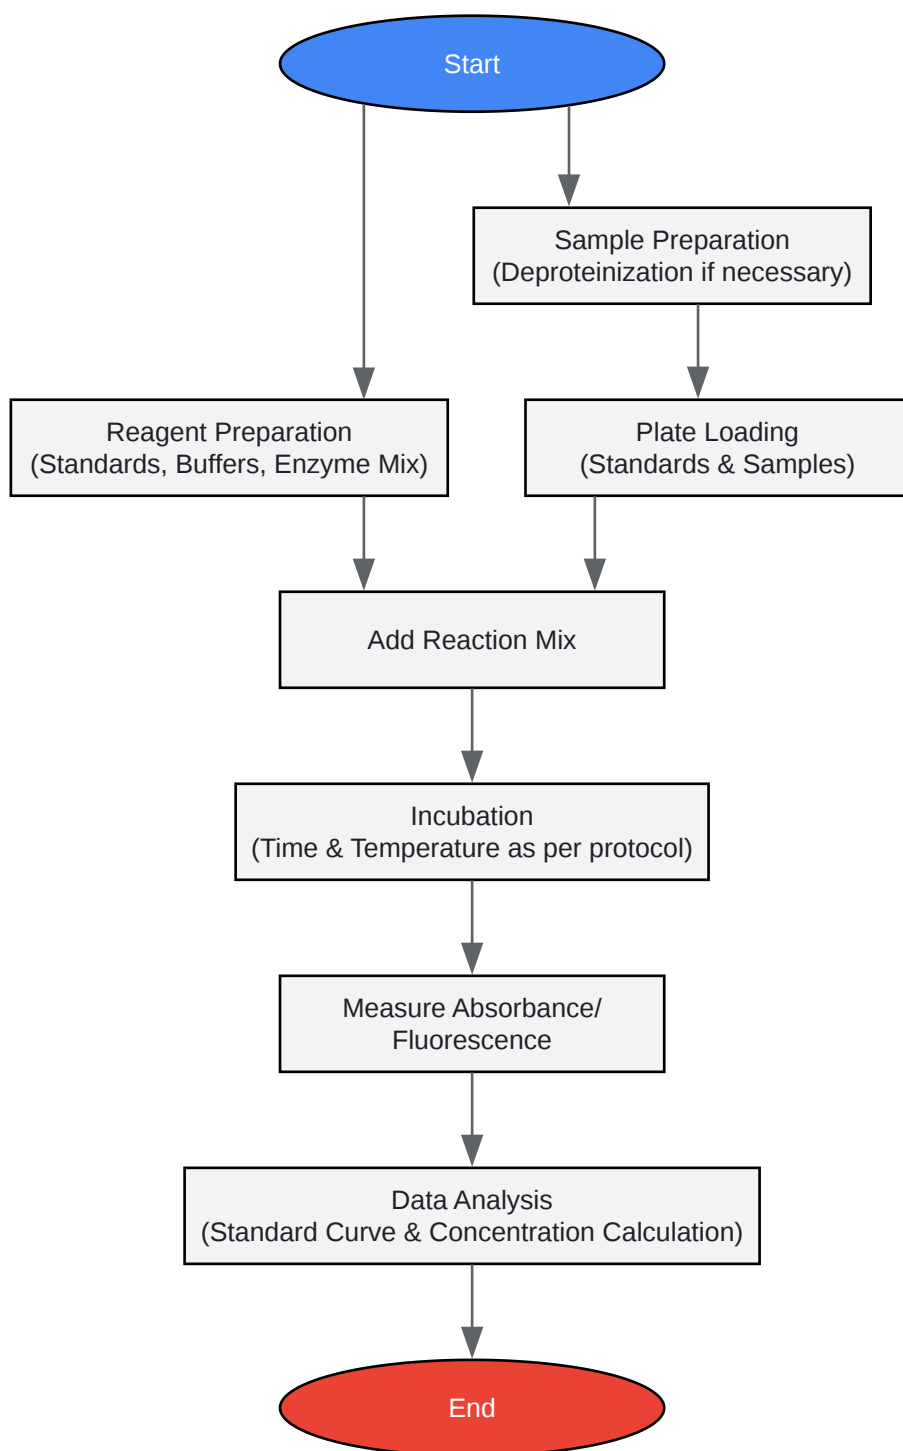 Start
Sample Preparation
(Deproteinization if necessary)
Reagent Preparation
(Standards, Buffers, Enzyme Mix)
Plate Loading
(Standards & Samples)
Add Reaction Mix
Incubation
(Time & Temperature as per protocol)
Measure Absorbance/
Fluorescence
Data Analysis
(Standard Curve & Concentration Calculation)
End